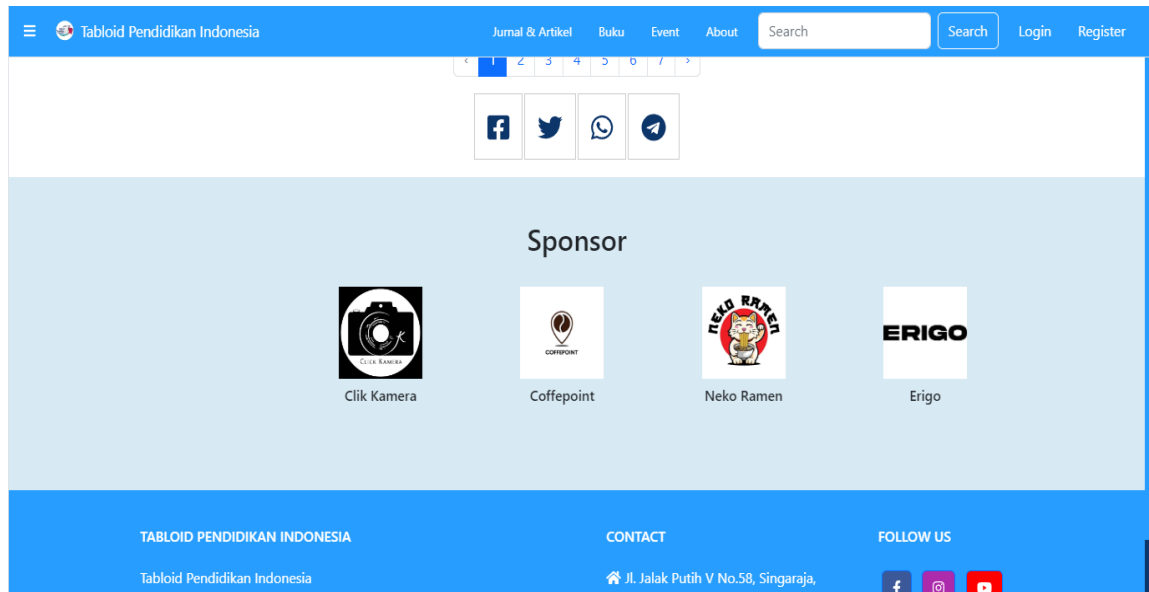 ☰ Tabloid Pendidikan Indonesia Jurnal & Artikel Buku Event About Search Search Login Register
‹ 1 2 3 4 5 6 7 ›
Sponsor
CLICK KAMERA
COFFEPOINT
NEKO RAMEN
ERIGO
Clik Kamera Coffepoint Neko Ramen Erigo
TABLOID PENDIDIKAN INDONESIA CONTACT FOLLOW US
Tabloid Pendidikan Indonesia Jl. Jalak Putih V No.58, Singaraja,